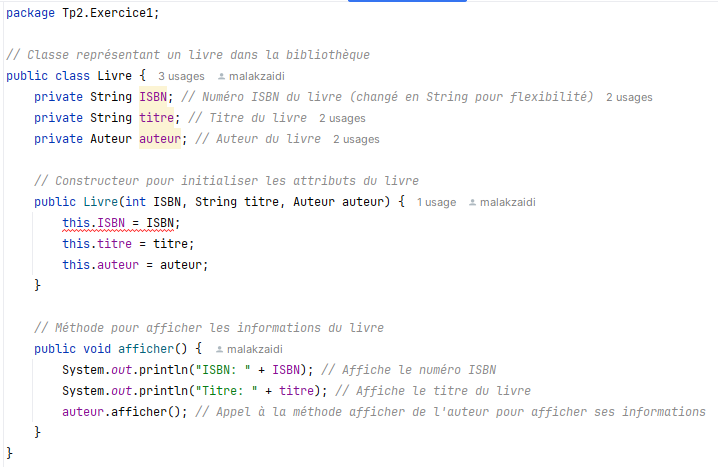 package Tp2.Exercice1;
// Classe représentant un livre dans la bibliothèque
public class Livre { 3 usages malakzaidi
private String ISBN; // Numéro ISBN du livre (changé en String pour flexibilité) 2 usages
private String titre; // Titre du livre 2 usages
private Auteur auteur; // Auteur du livre 2 usages
// Constructeur pour initialiser les attributs du livre
public Livre(int ISBN, String titre, Auteur auteur) { 1 usage malakzaidi
this.ISBN = ISBN;
this.titre = titre;
this.auteur = auteur;
}
// Méthode pour afficher les informations du livre
public void afficher() { malakzaidi
System.out.println("ISBN: " + ISBN); // Affiche le numéro ISBN
System.out.println("Titre: " + titre); // Affiche le titre du livre
auteur.afficher(); // Appel à la méthode afficher de l'auteur pour afficher ses informations
}
}